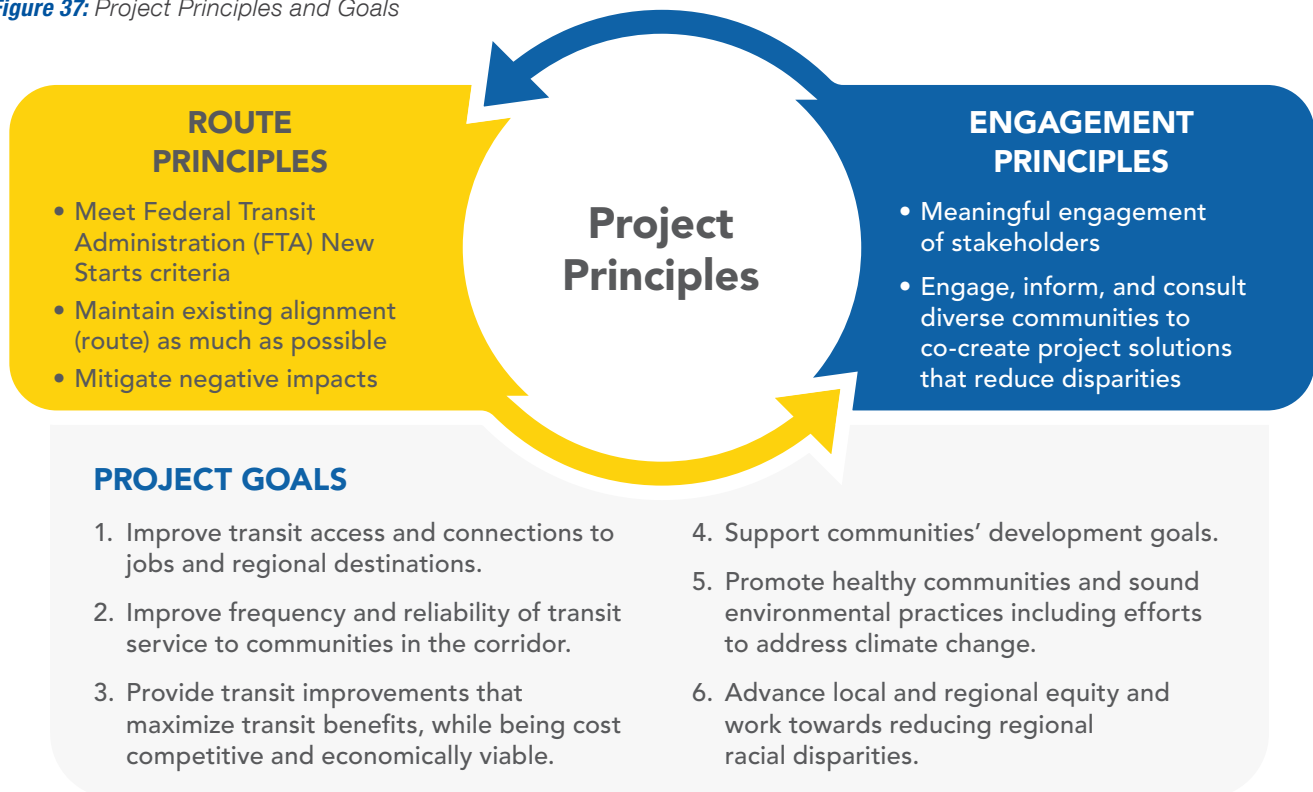 Figure 37: Project Principles and Goals
ROUTE
PRINCIPLES
• Meet Federal Transit
Administration (FTA) New
Starts criteria
• Maintain existing alignment
(route) as much as possible
• Mitigate negative impacts
Project
Principles
ENGAGEMENT
PRINCIPLES
• Meaningful engagement
of stakeholders
• Engage, inform, and consult
diverse communities to
co-create project solutions
that reduce disparities
PROJECT GOALS
1. Improve transit access and connections to
jobs and regional destinations.
2. Improve frequency and reliability of transit
service to communities in the corridor.
3. Provide transit improvements that
maximize transit benefits, while being cost
competitive and economically viable.
4. Support communities’ development goals.
5. Promote healthy communities and sound
environmental practices including efforts
to address climate change.
6. Advance local and regional equity and
work towards reducing regional
racial disparities.